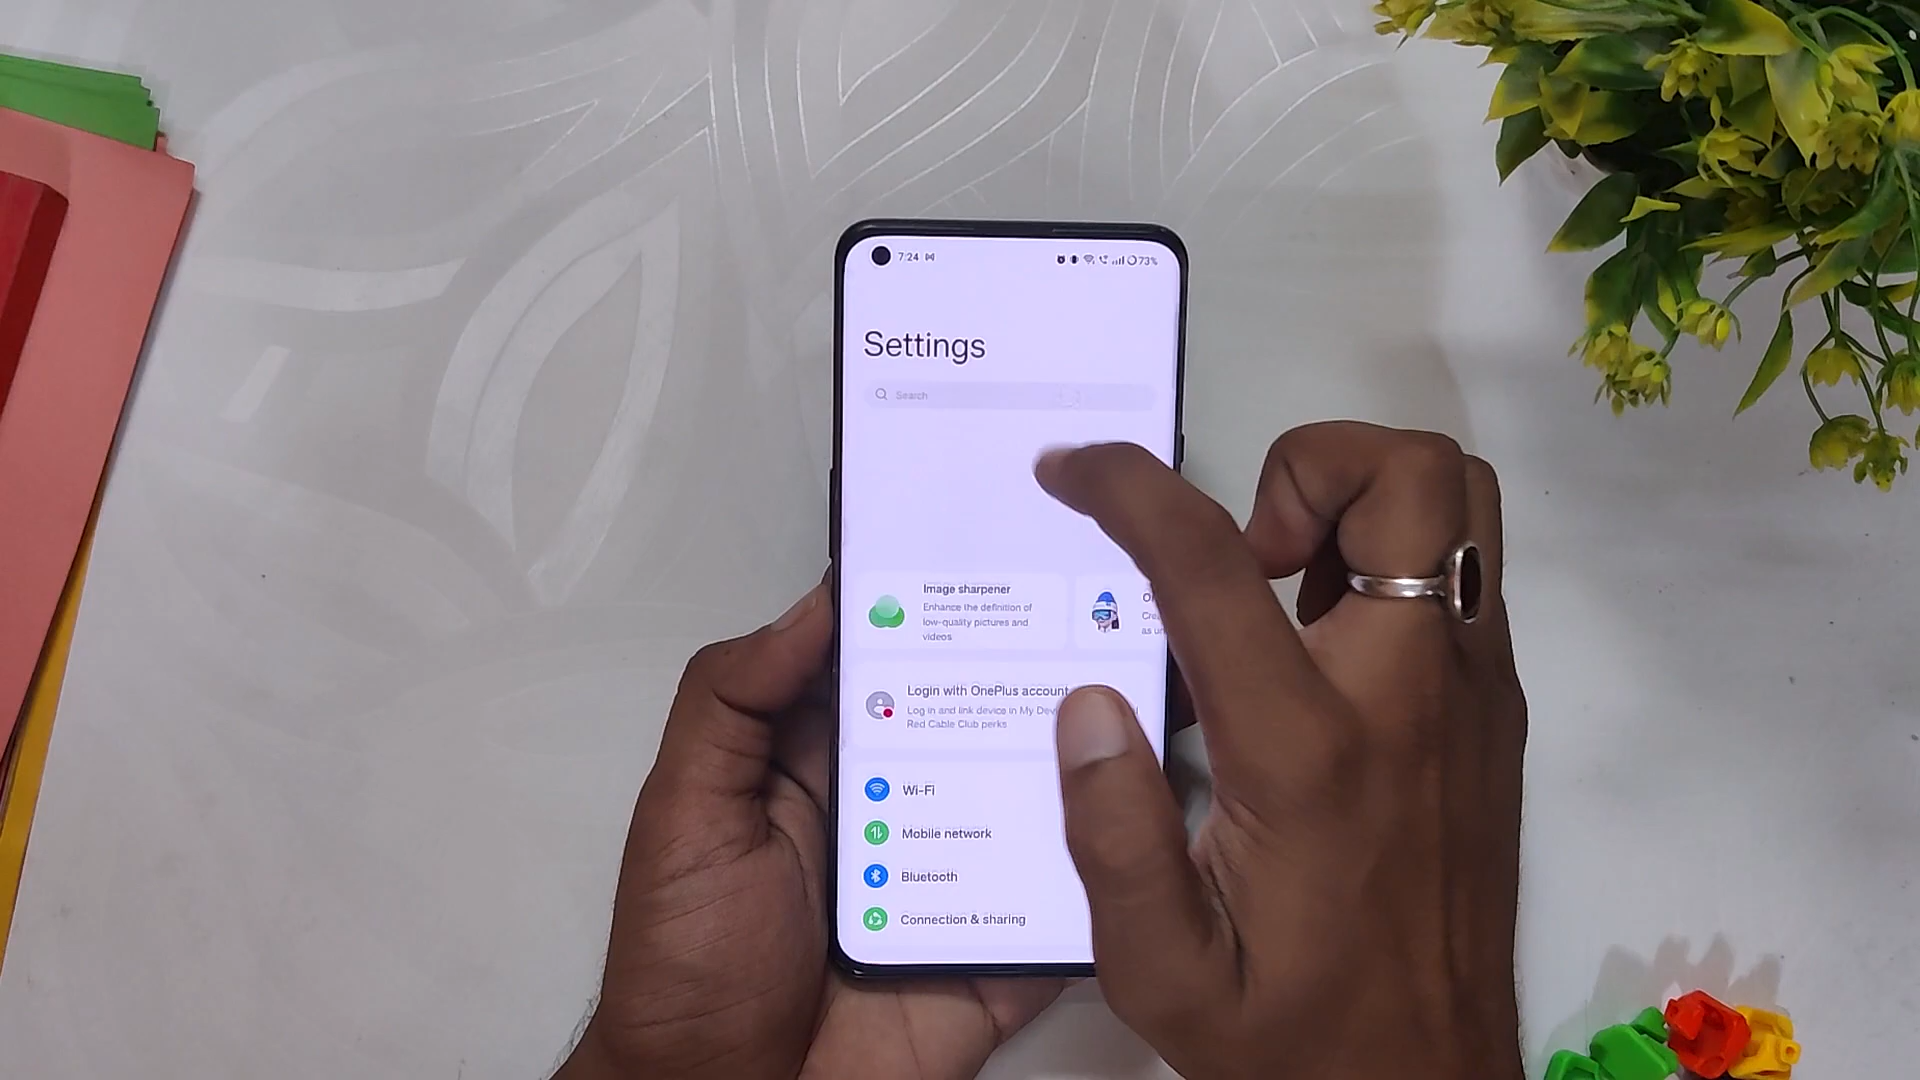 7:24
73%
Settings
Search
Image sharpener
Enhance the definition of
low-quality pictures and
videos
Login with OnePlus account
Log in and link device in My
Red Cable Club perks
Wi-Fi
Mobile network
Bluetooth
Connection & sharing